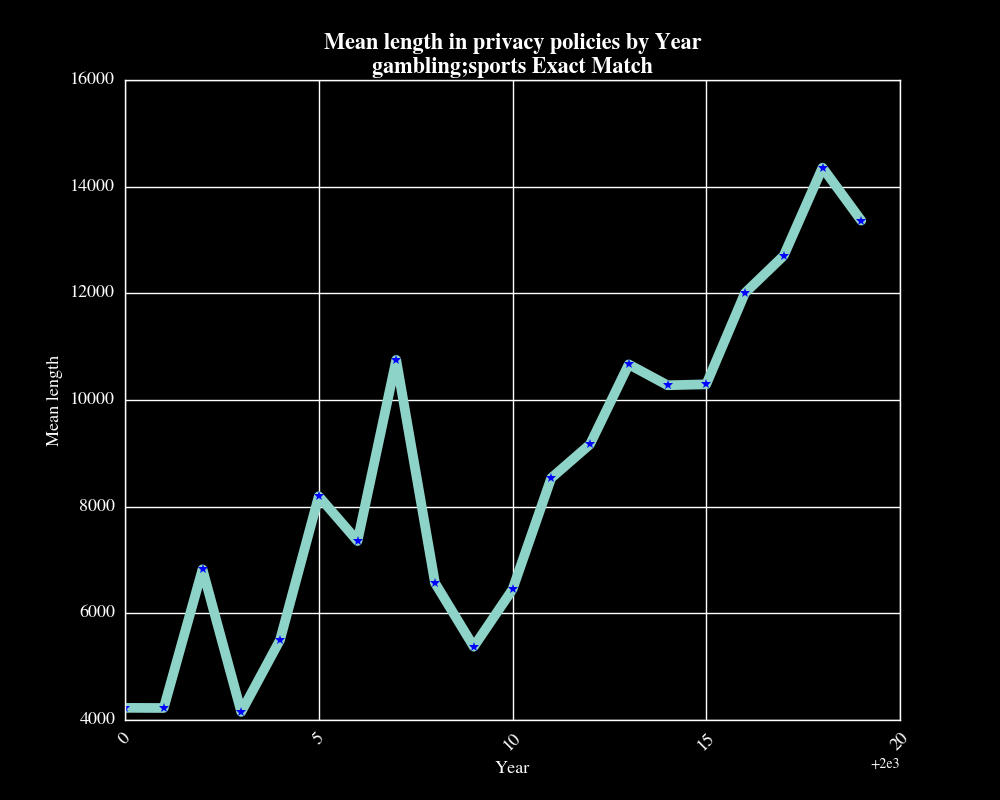 Mean length in privacy policies by Year
gambling;sports Exact Match
16000
14000
12000
10000
8000
6000
4000
Mean length
0
5
10
15
20
Year
+2e3